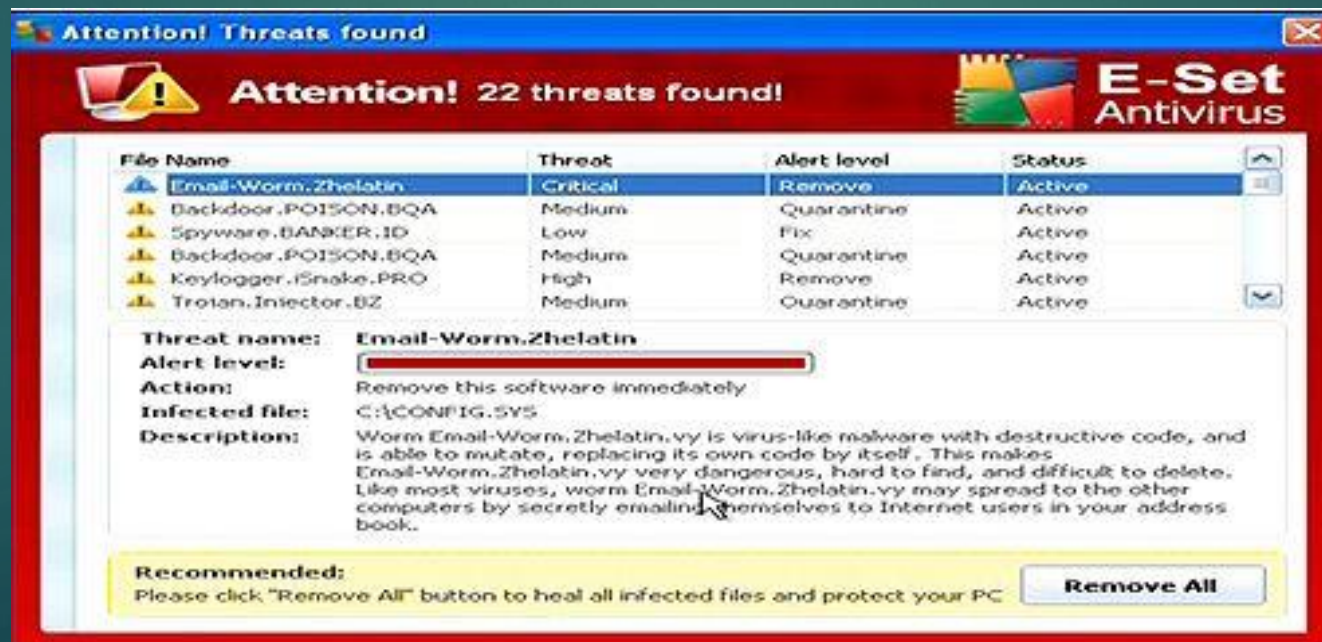 Attention! Threats found
Attention! 22 threats found!
E-Set
Antivirus
File Name Threat Alert level Status
Email-Worm.Zhelatin Critical Remove Active
Backdoor.POISON.BQA Medium Quarantine Active
Spyware.BANKER.ID Low Fix Active
Backdoor.POISON.BQA Medium Quarantine Active
Keylogger.iSnake.PRO High Remove Active
Trojan.Injector.BZ Medium Quarantine Active
Threat name: Email-Worm.Zhelatin
Alert level:
Action: Remove this software immediately
Infected file: C:\CONFIG.SYS
Description: Worm Email-Worm.Zhelatin.vy is virus-like malware with destructive code, and
is able to mutate, replacing its own code by itself. This makes
Email-Worm.Zhelatin.vy very dangerous, hard to find, and difficult to delete.
Like most viruses, worm Email-Worm.Zhelatin.vy may spread to the other
computers by secretly emailing themselves to Internet users in your address
book.
Recommended:
Please click "Remove All" button to heal all infected files and protect your PC
Remove All